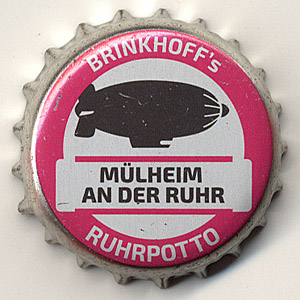 BRINKHOFF's
MÜLHEIM
AN DER RUHR
RUHRPOTTO